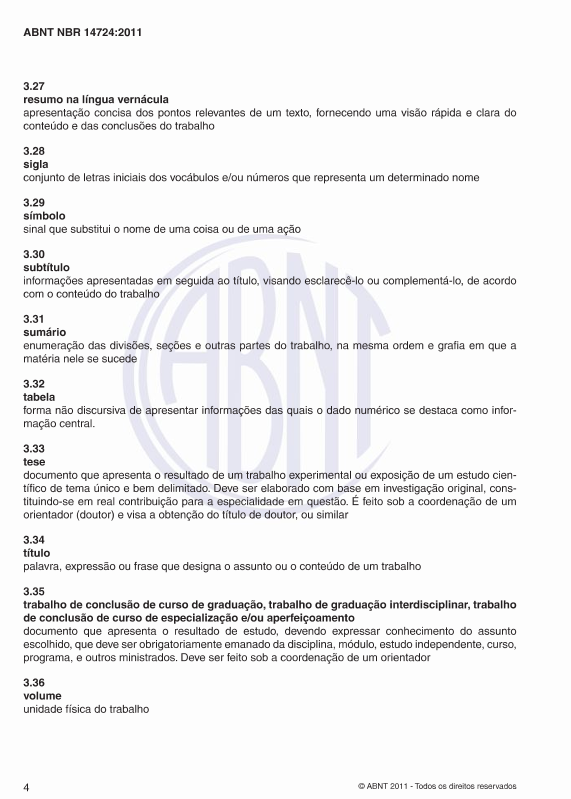 ABNT NBR 14724:2011
3.27
resumo na língua vernácula
apresentação concisa dos pontos relevantes de um texto, fornecendo uma visão rápida e clara do
conteúdo e das conclusões do trabalho
3.28
sigla
conjunto de letras iniciais dos vocábulos e/ou números que representa um determinado nome
3.29
símbolo
sinal que substitui o nome de uma coisa ou de uma ação
3.30
subtítulo
informações apresentadas em seguida ao título, visando esclarecê-lo ou complementá-lo, de acordo
com o conteúdo do trabalho
3.31
sumário
enumeração das divisões, seções e outras partes do trabalho, na mesma ordem e grafia em que a
matéria nele se sucede
3.32
tabela
forma não discursiva de apresentar informações das quais o dado numérico se destaca como infor-
mação central.
3.33
tese
documento que apresenta o resultado de um trabalho experimental ou exposição de um estudo cien-
tífico de tema único e bem delimitado. Deve ser elaborado com base em investigação original, cons-
tituindo-se em real contribuição para a especialidade em questão. É feito sob a coordenação de um
orientador (doutor) e visa a obtenção do título de doutor, ou similar
3.34
título
palavra, expressão ou frase que designa o assunto ou o conteúdo de um trabalho
3.35
trabalho de conclusão de curso de graduação, trabalho de graduação interdisciplinar, trabalho
de conclusão de curso de especialização e/ou aperfeiçoamento
documento que apresenta o resultado de estudo, devendo expressar conhecimento do assunto
escolhido, que deve ser obrigatoriamente emanado da disciplina, módulo, estudo independente, curso,
programa, e outros ministrados. Deve ser feito sob a coordenação de um orientador
3.36
volume
unidade física do trabalho
ABNT
4
© ABNT 2011 - Todos os direitos reservados